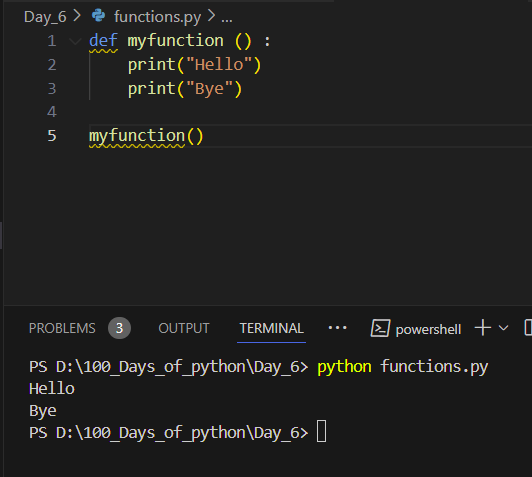 Day_6 > functions.py > ...
1 def myfunction () :
2     print("Hello")
3     print("Bye")
4
5 myfunction()
PROBLEMS 3 OUTPUT TERMINAL ... powershell
PS D:\100_Days_of_python\Day_6> python functions.py
Hello
Bye
PS D:\100_Days_of_python\Day_6>